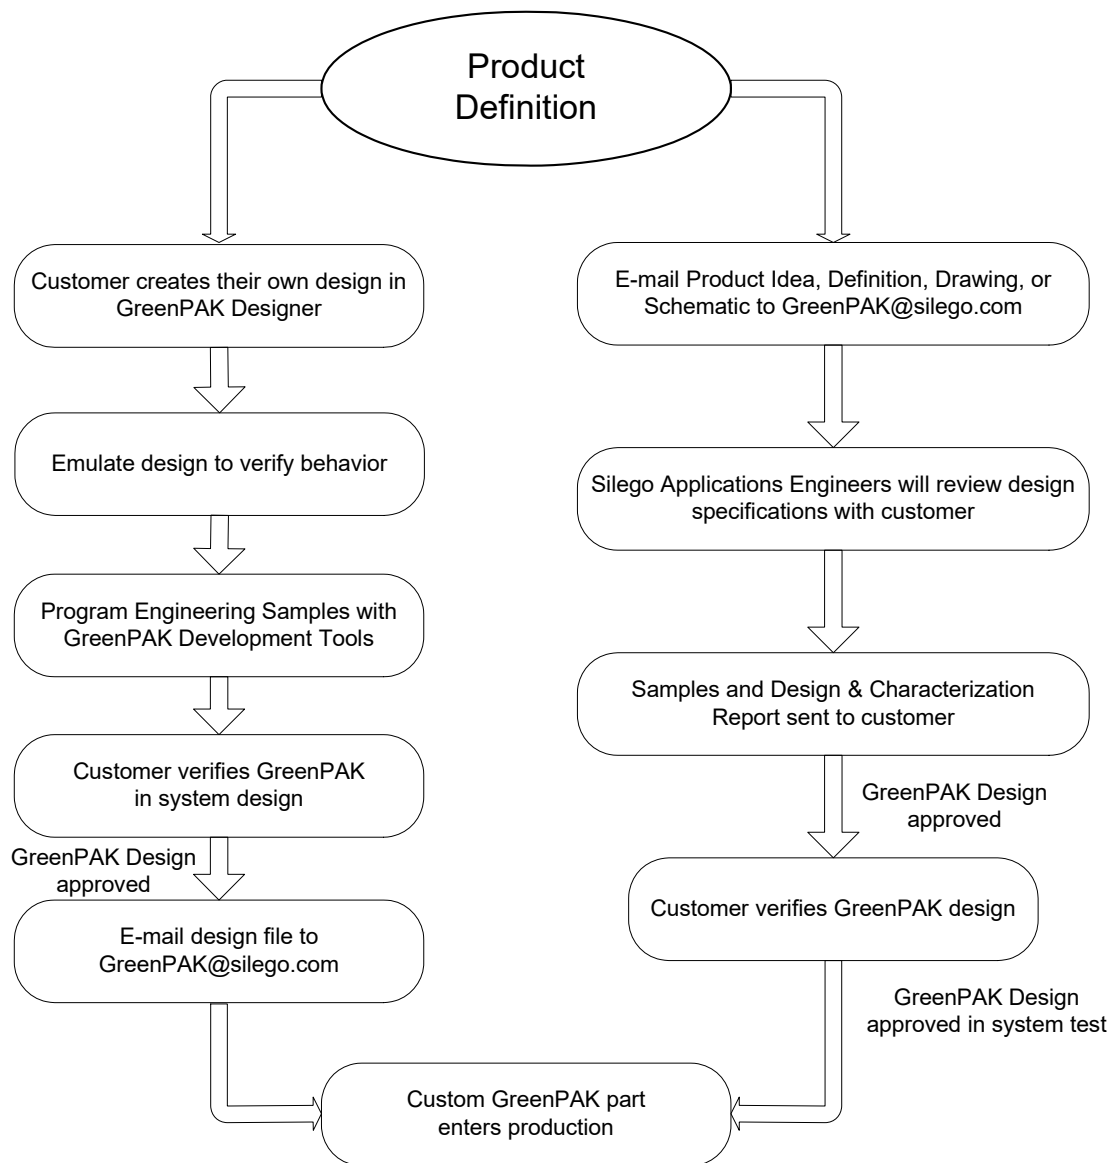 Product
Definition
Customer creates their own design in
GreenPAK Designer
Emulate design to verify behavior
Program Engineering Samples with
GreenPAK Development Tools
Customer verifies GreenPAK
in system design
GreenPAK Design
approved
E-mail design file to
GreenPAK@silego.com
E-mail Product Idea, Definition, Drawing, or
Schematic to GreenPAK@silego.com
Silego Applications Engineers will review design
specifications with customer
Samples and Design & Characterization
Report sent to customer
GreenPAK Design
approved
Customer verifies GreenPAK design
GreenPAK Design
approved in system test
Custom GreenPAK part
enters production